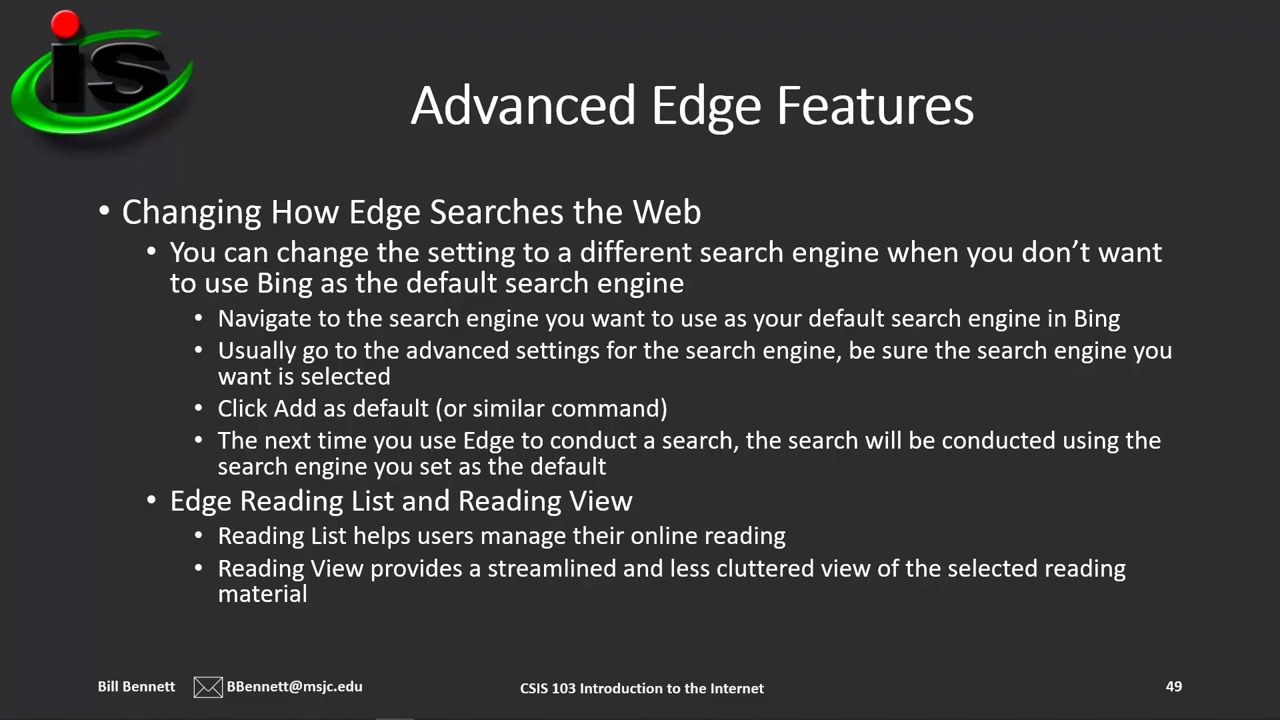 is
Advanced Edge Features
• Changing How Edge Searches the Web
• You can change the setting to a different search engine when you don’t want
to use Bing as the default search engine
• Navigate to the search engine you want to use as your default search engine in Bing
• Usually go to the advanced settings for the search engine, be sure the search engine you
want is selected
• Click Add as default (or similar command)
• The next time you use Edge to conduct a search, the search will be conducted using the
search engine you set as the default
• Edge Reading List and Reading View
• Reading List helps users manage their online reading
• Reading View provides a streamlined and less cluttered view of the selected reading
material
Bill Bennett BBennett@msjc.edu CSIS 103 Introduction to the Internet 49